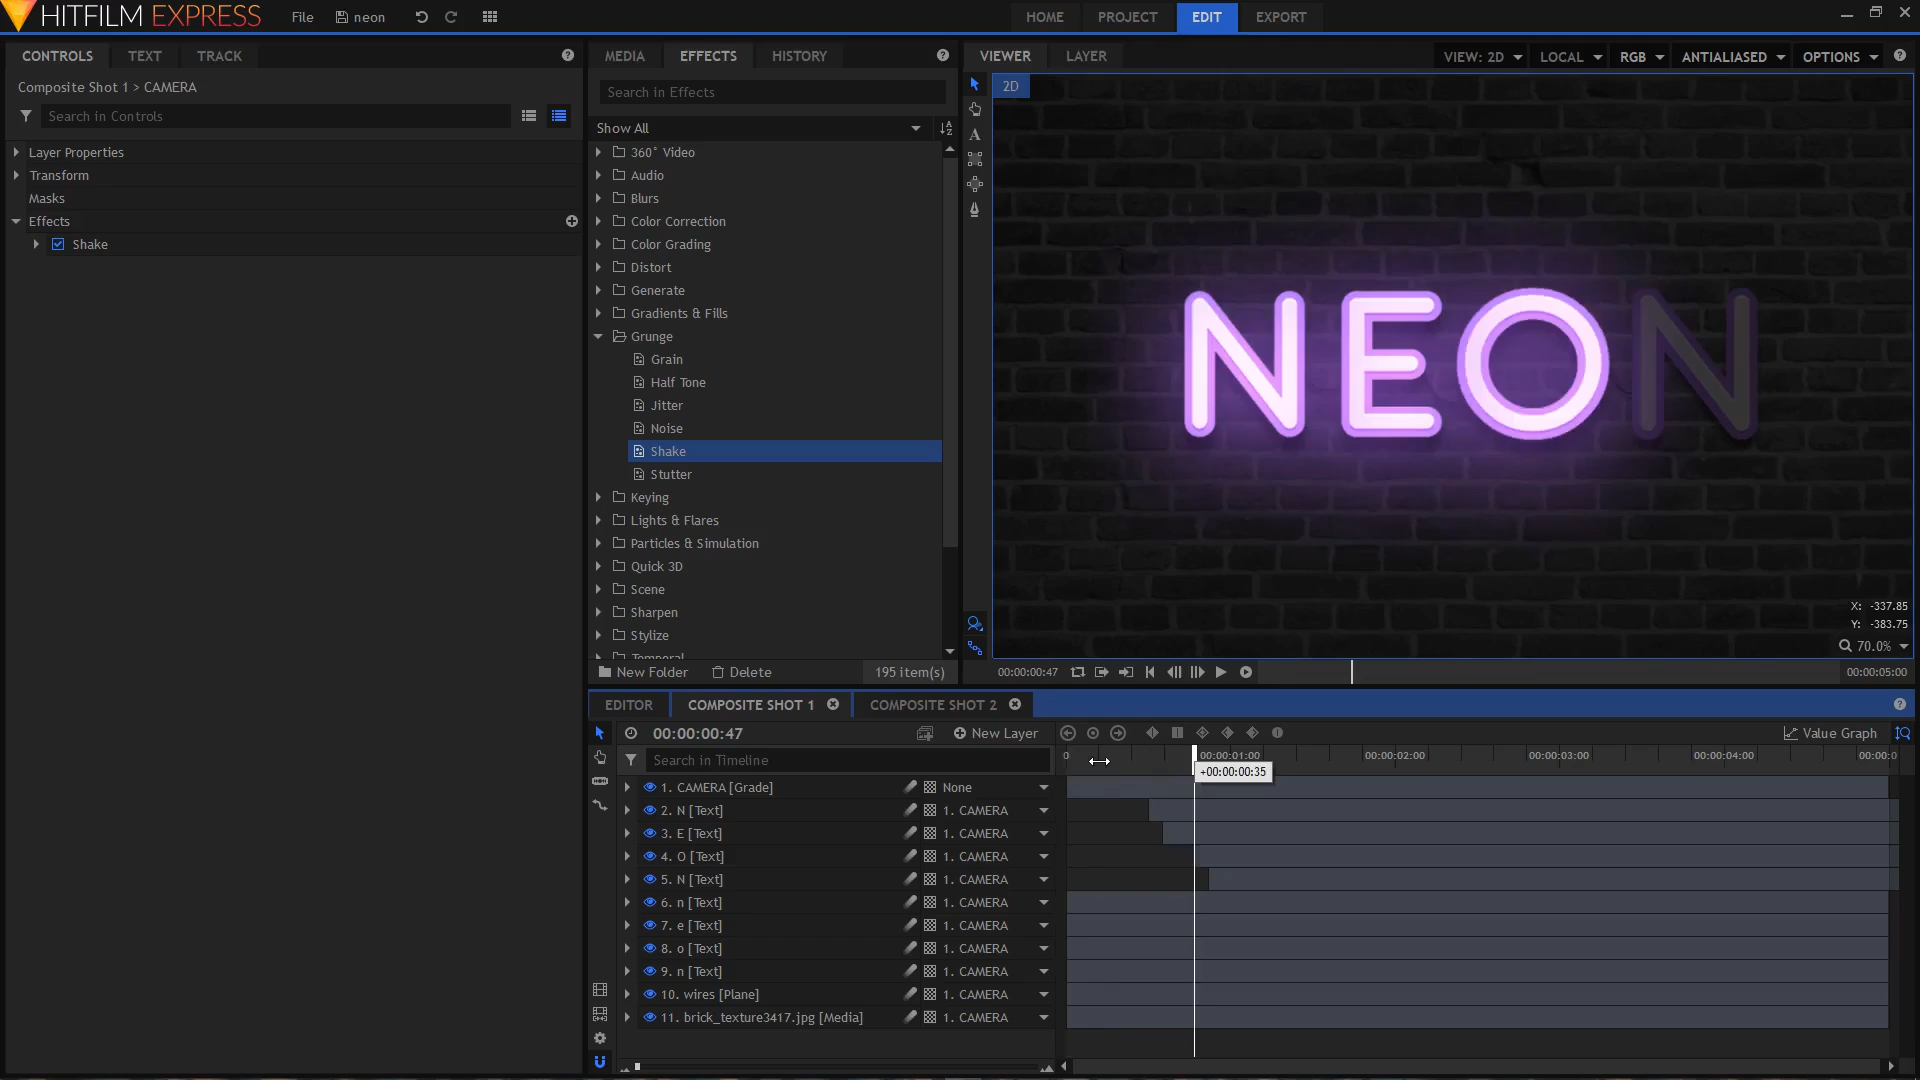 HITFILM EXPRESS
File
neon
HOME
PROJECT
EDIT
EXPORT
CONTROLS
TEXT
TRACK
Composite Shot 1 > CAMERA
Search in Controls
Layer Properties
Transform
Masks
Effects
Shake
MEDIA
EFFECTS
HISTORY
Search in Effects
Show All
360° Video
Audio
Blurs
Color Correction
Color Grading
Distort
Generate
Gradients & Fills
Grunge
Grain
Half Tone
Jitter
Noise
Shake
Stutter
Keying
Lights & Flares
Particles & Simulation
Quick 3D
Scene
Sharpen
Stylize
Temporal
New Folder
Delete
195 item(s)
VIEWER
LAYER
VIEW: 2D
LOCAL
RGB
ANTIALIASED
OPTIONS
2D
NEON
X: -337.85
Y: -383.75
70.0%
00:00:00:47
00:00:05:00
EDITOR
COMPOSITE SHOT 1
COMPOSITE SHOT 2
00:00:00:47
New Layer
Value Graph
Search in Timeline
0
00:00:01:00
00:00:02:00
00:00:03:00
00:00:04:00
00:00:0
+00:00:00:35
1. CAMERA [Grade] None
2. N [Text] 1. CAMERA
3. E [Text] 1. CAMERA
4. O [Text] 1. CAMERA
5. N [Text] 1. CAMERA
6. n [Text] 1. CAMERA
7. e [Text] 1. CAMERA
8. o [Text] 1. CAMERA
9. n [Text] 1. CAMERA
10. wires [Plane] 1. CAMERA
11. brick_texture3417.jpg [Media] 1. CAMERA